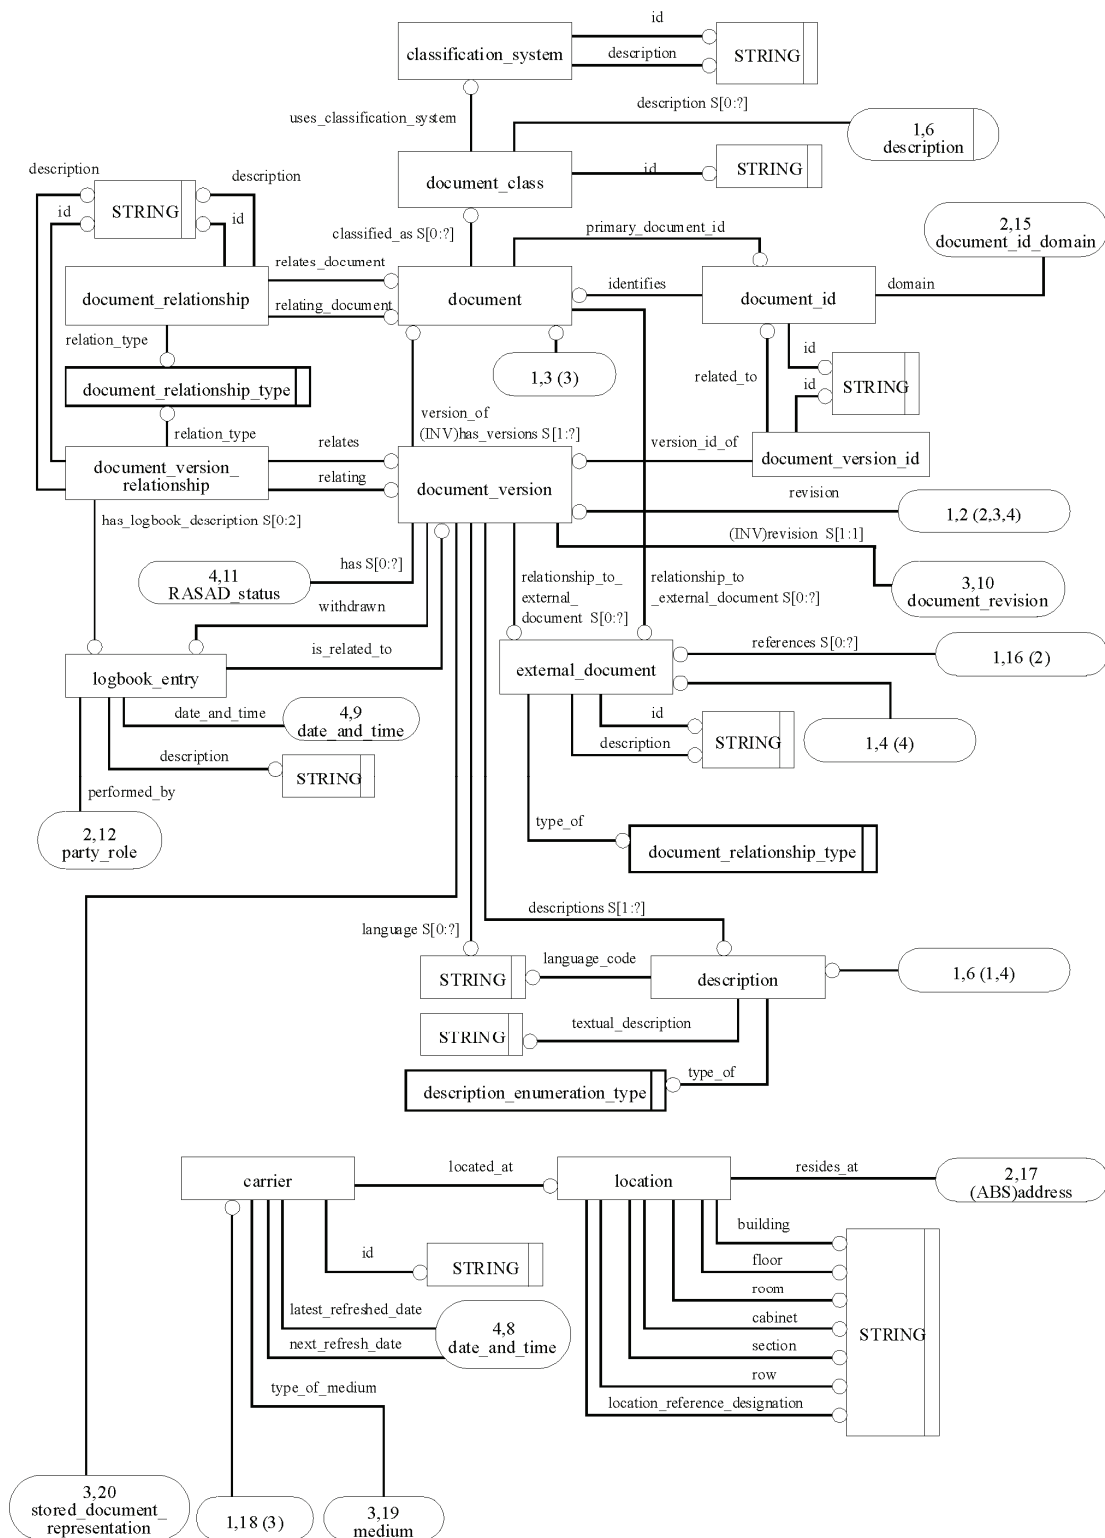 id
classification_system
description
STRING
description S[0:?]
uses_classification_system
1,6
description
description
description
document_class
id
STRING
id
STRING
id
classified_as S[0:?]
primary_document_id
2,15
document_id_domain
relates_document
document_relationship
document
identifies
document_id
domain
relating_document
relation_type
id
document_relationship_type
1,3 (3)
related_to
id
STRING
relation_type
version_of
(INV)has_versions S[1:?]
relates
version_id_of
document_version_id
document_version_
relationship
relating
document_version
revision
1,2 (2,3,4)
has_logbook_description S[0:2]
(INV)revision S[1:1]
has S[0:?]
4,11
RASAD_status
relationship_to_
external_
document S[0:?]
relationship_to
_external_document S[0:?]
3,10
document_revision
withdrawn
is_related_to
references S[0:?]
1,16 (2)
logbook_entry
external_document
date_and_time
4,9
date_and_time
id
description
STRING
1,4 (4)
description
STRING
performed_by
2,12
party_role
type_of
document_relationship_type
descriptions S[1:?]
language S[0:?]
language_code
STRING
description
1,6 (1,4)
STRING
textual_description
description_enumeration_type
type_of
carrier
located_at
location
resides_at
2,17
(ABS)address
building
id
STRING
floor
room
latest_refreshed_date
4,8
date_and_time
cabinet
STRING
next_refresh_date
section
row
type_of_medium
location_reference_designation
3,20
stored_document_
representation
1,18 (3)
3,19
medium